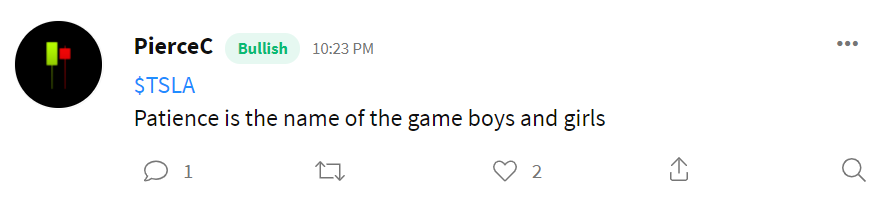 PierceC Bullish 10:23 PM
$TSLA
Patience is the name of the game boys and girls
1 2